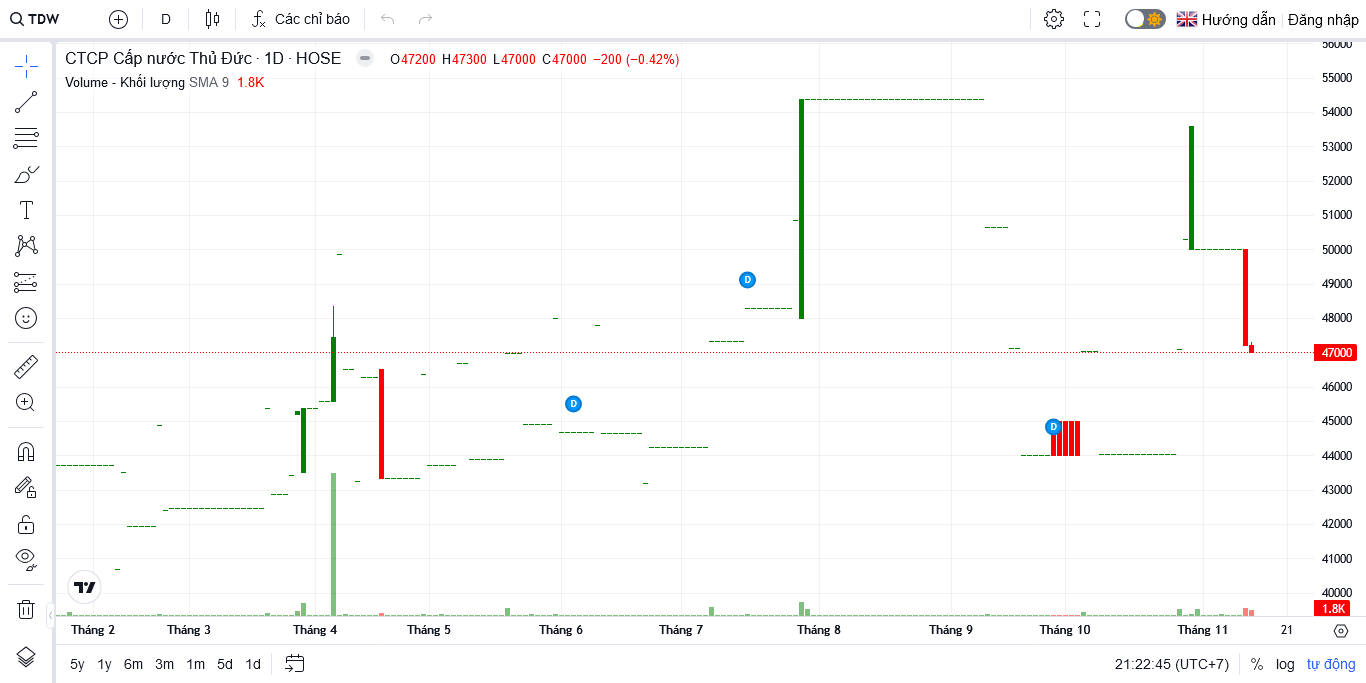 TDW D Các chỉ báo Hướng dẫn Đăng nhập
CTCP Cấp nước Thủ Đức · 1D · HOSE O47200 H47300 L47000 C47000 −200 (−0.42%)
Volume - Khối lượng SMA 9 1.8K
56000
55000
54000
53000
52000
51000
50000
49000
48000
47000
46000
45000
44000
43000
42000
41000
40000
1.8K
D
D
D
Tháng 2 Tháng 3 Tháng 4 Tháng 5 Tháng 6 Tháng 7 Tháng 8 Tháng 9 Tháng 10 Tháng 11 21
5y 1y 6m 3m 1m 5d 1d 21:22:45 (UTC+7) % log tự động